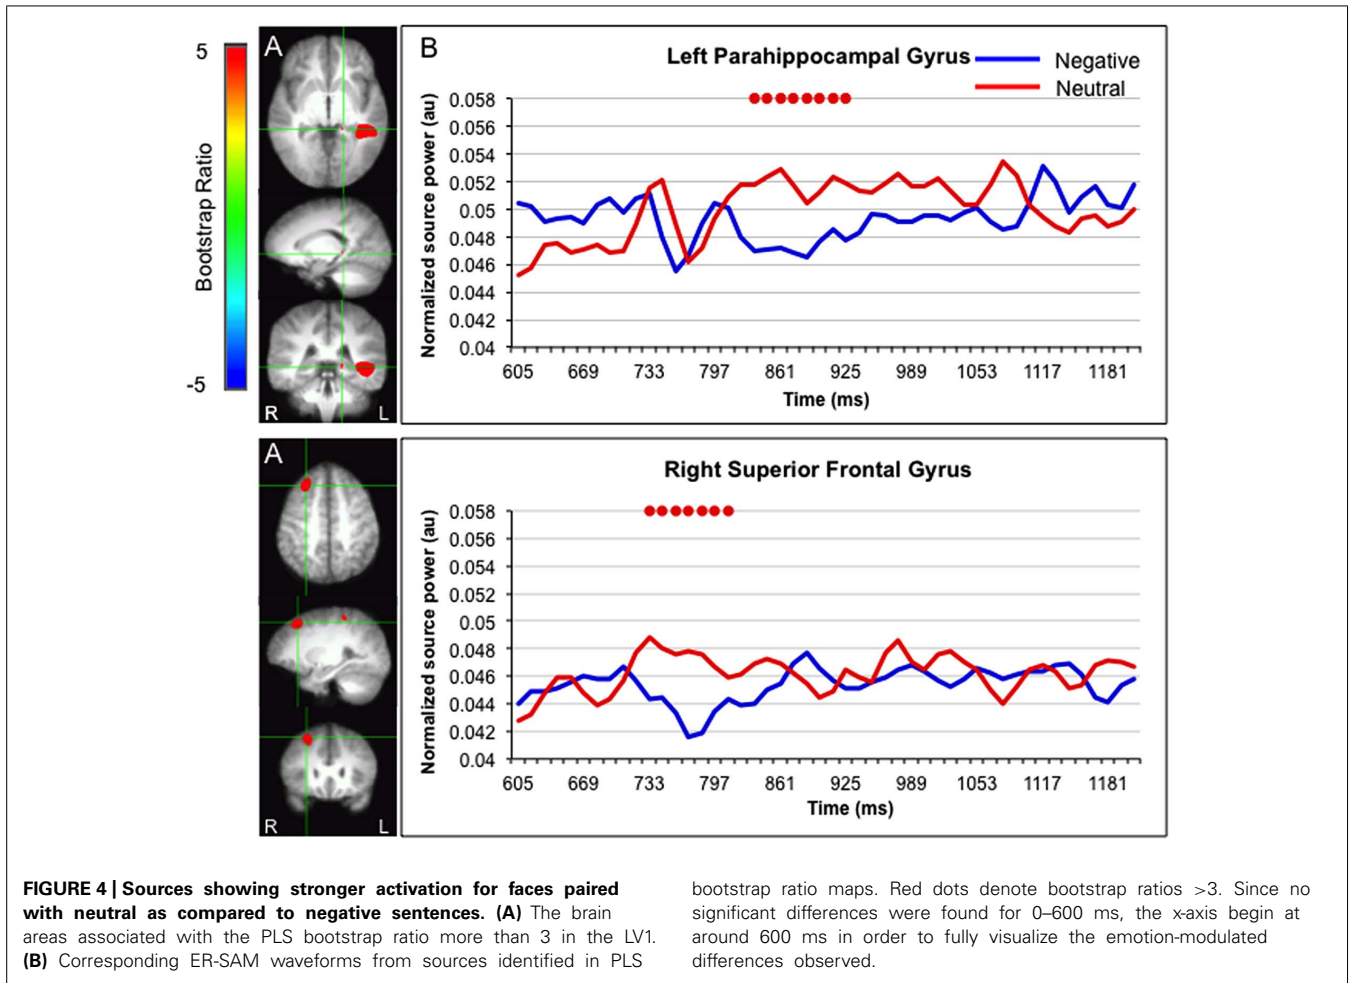 5
Bootstrap Ratio
-5
A
R L
B
Left Parahippocampal Gyrus
Negative
Neutral
Normalized source power (au)
0.058
0.056
0.054
0.052
0.05
0.048
0.046
0.044
0.042
0.04
605 669 733 797 861 925 989 1053 1117 1181
Time (ms)
A
R L
Right Superior Frontal Gyrus
Normalized source power (au)
0.058
0.056
0.054
0.052
0.05
0.048
0.046
0.044
0.042
0.04
605 669 733 797 861 925 989 1053 1117 1181
Time (ms)
FIGURE 4 | Sources showing stronger activation for faces paired
with neutral as compared to negative sentences. (A) The brain
areas associated with the PLS bootstrap ratio more than 3 in the LV1.
(B) Corresponding ER-SAM waveforms from sources identified in PLS
bootstrap ratio maps. Red dots denote bootstrap ratios >3. Since no
significant differences were found for 0–600 ms, the x-axis begin at
around 600 ms in order to fully visualize the emotion-modulated
differences observed.